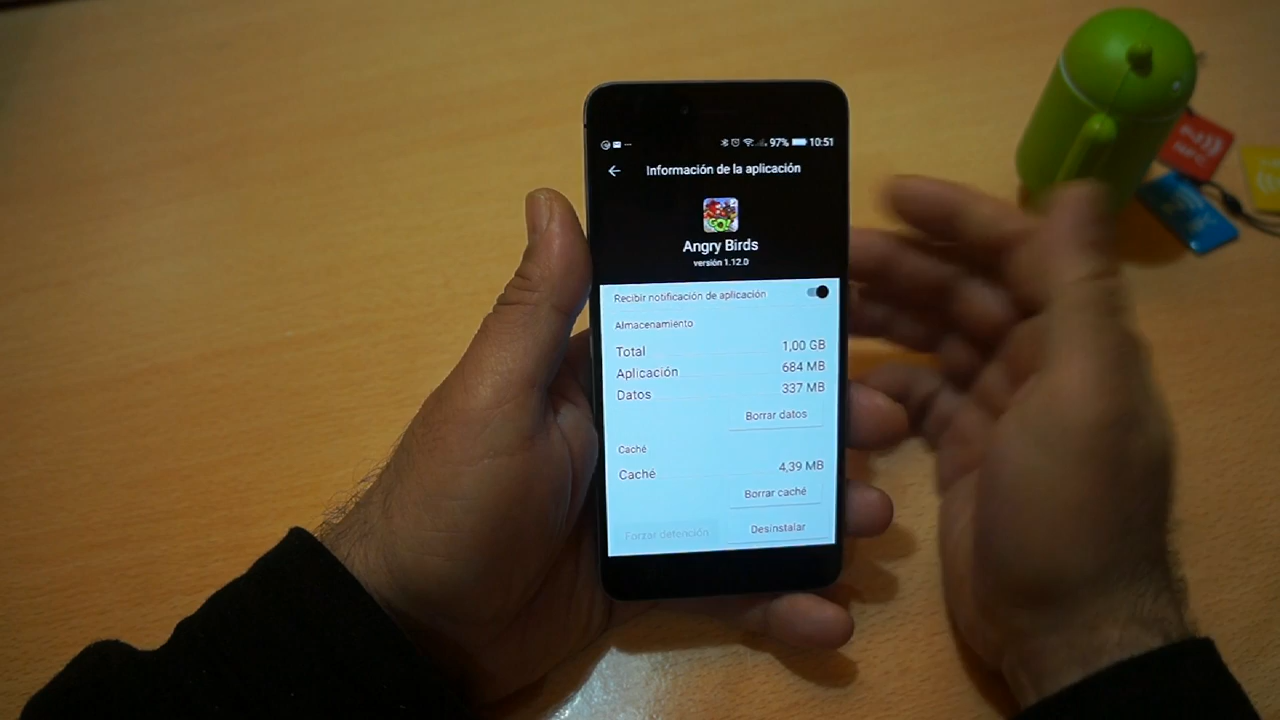 97% 10:51
Información de la aplicación
GO!
Angry Birds
versión 1.12.0
Recibir notificación de aplicación
Almacenamiento
Total 1,00 GB
Aplicación 684 MB
Datos 337 MB
Borrar datos
Caché
Caché 4,39 MB
Borrar caché
Forzar detención Desinstalar